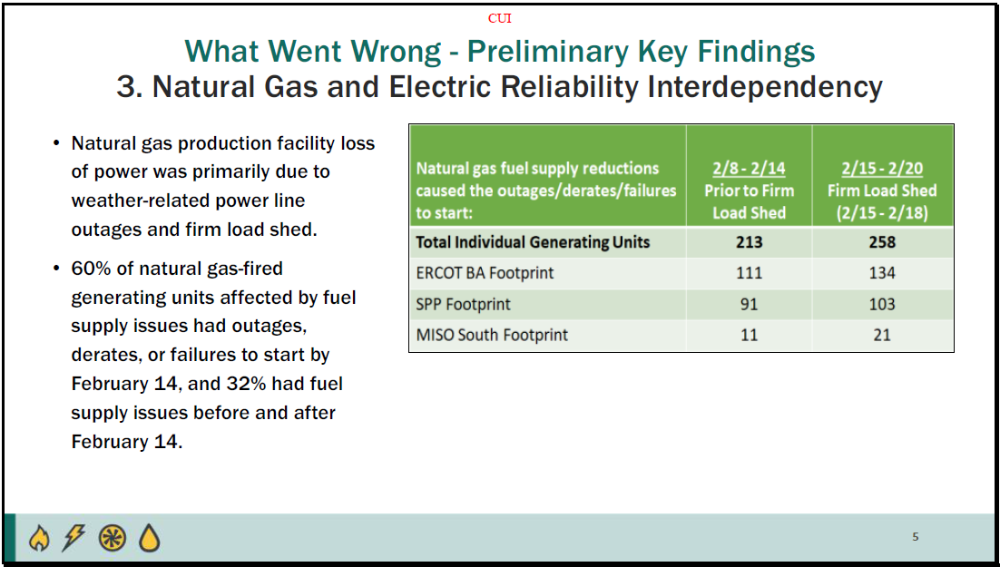 CUI
What Went Wrong - Preliminary Key Findings
3. Natural Gas and Electric Reliability Interdependency
• Natural gas production facility loss
of power was primarily due to
weather-related power line
outages and firm load shed.
• 60% of natural gas-fired
generating units affected by fuel
supply issues had outages,
derates, or failures to start by
February 14, and 32% had fuel
supply issues before and after
February 14.
Natural gas fuel supply reductions
caused the outages/derates/failures
to start:
2/8 - 2/14
Prior to Firm
Load Shed
2/15 - 2/20
Firm Load Shed
(2/15 - 2/18)
Total Individual Generating Units 213 258
ERCOT BA Footprint 111 134
SPP Footprint 91 103
MISO South Footprint 11 21
5